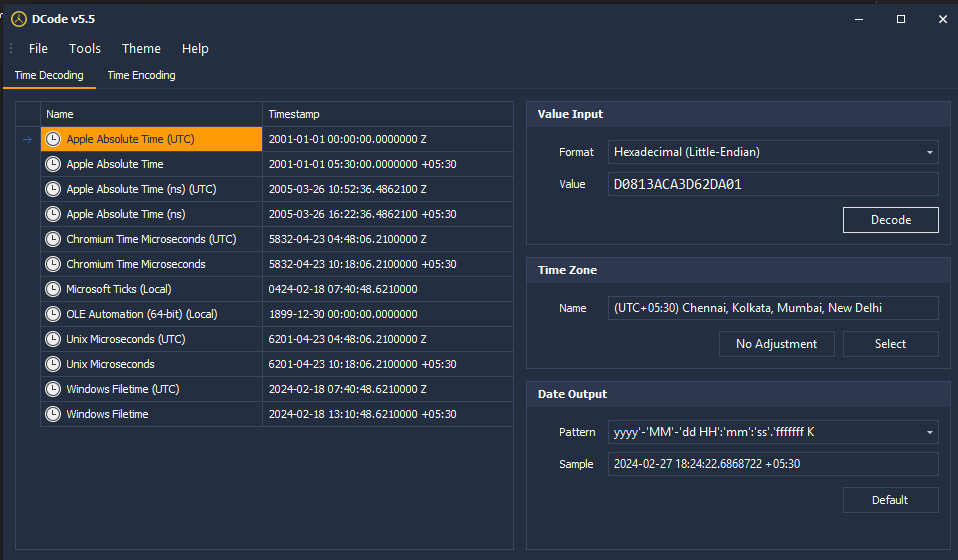 DCode v5.5
File Tools Theme Help
Time Decoding Time Encoding
Name Timestamp
Apple Absolute Time (UTC) 2001-01-01 00:00:00.0000000 Z
Apple Absolute Time 2001-01-01 05:30:00.0000000 +05:30
Apple Absolute Time (ns) (UTC) 2005-03-26 10:52:36.4862100 Z
Apple Absolute Time (ns) 2005-03-26 16:22:36.4862100 +05:30
Chromium Time Microseconds (UTC) 5832-04-23 04:48:06.2100000 Z
Chromium Time Microseconds 5832-04-23 10:18:06.2100000 +05:30
Microsoft Ticks (Local) 0424-02-18 07:40:48.6210000
OLE Automation (64-bit) (Local) 1899-12-30 00:00:00.0000000
Unix Microseconds (UTC) 6201-04-23 04:48:06.2100000 Z
Unix Microseconds 6201-04-23 10:18:06.2100000 +05:30
Windows Filetime (UTC) 2024-02-18 07:40:48.6210000 Z
Windows Filetime 2024-02-18 13:10:48.6210000 +05:30
Value Input
Format Hexadecimal (Little-Endian)
Value D0813ACA3D62DA01
Decode
Time Zone
Name (UTC+05:30) Chennai, Kolkata, Mumbai, New Delhi
No Adjustment Select
Date Output
Pattern yyyy'-'MM'-'dd HH':'mm':'ss'.'fffffff K
Sample 2024-02-27 18:24:22.6868722 +05:30
Default